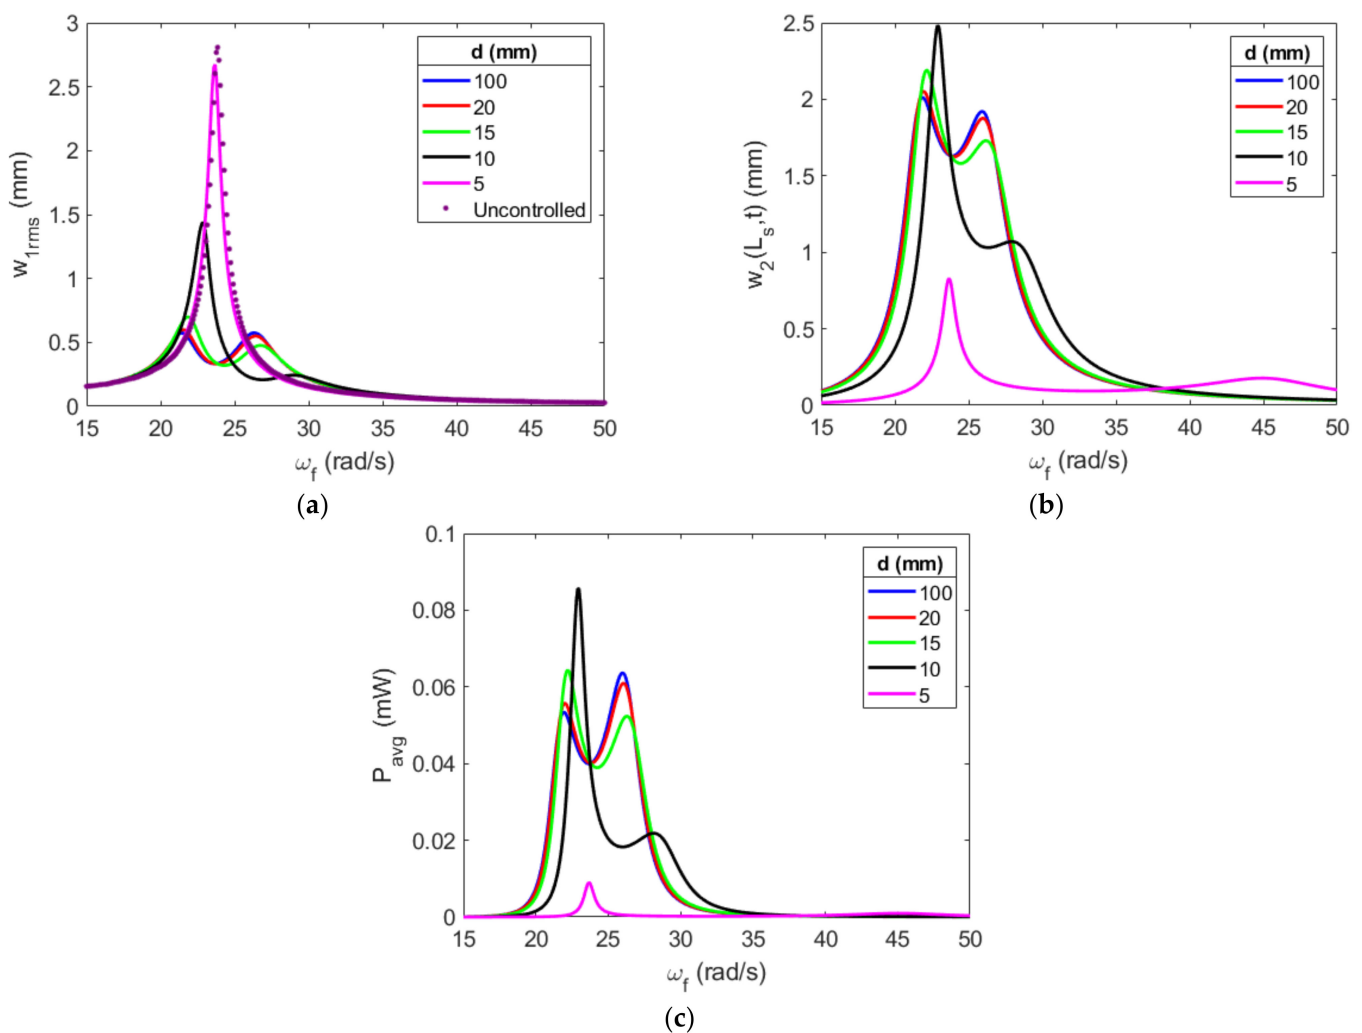 3
2.5
2
1.5
1
0.5
0
w1rms (mm)
d (mm)
100
20
15
10
5
Uncontrolled
15 20 25 30 35 40 45 50
ωf (rad/s)
(a)
2.5
2
1.5
1
0.5
0
w2(Ls,t) (mm)
d (mm)
100
20
15
10
5
15 20 25 30 35 40 45 50
ωf (rad/s)
(b)
0.1
0.08
0.06
0.04
0.02
0
Pavg (mW)
d (mm)
100
20
15
10
5
15 20 25 30 35 40 45 50
ωf (rad/s)
(c)